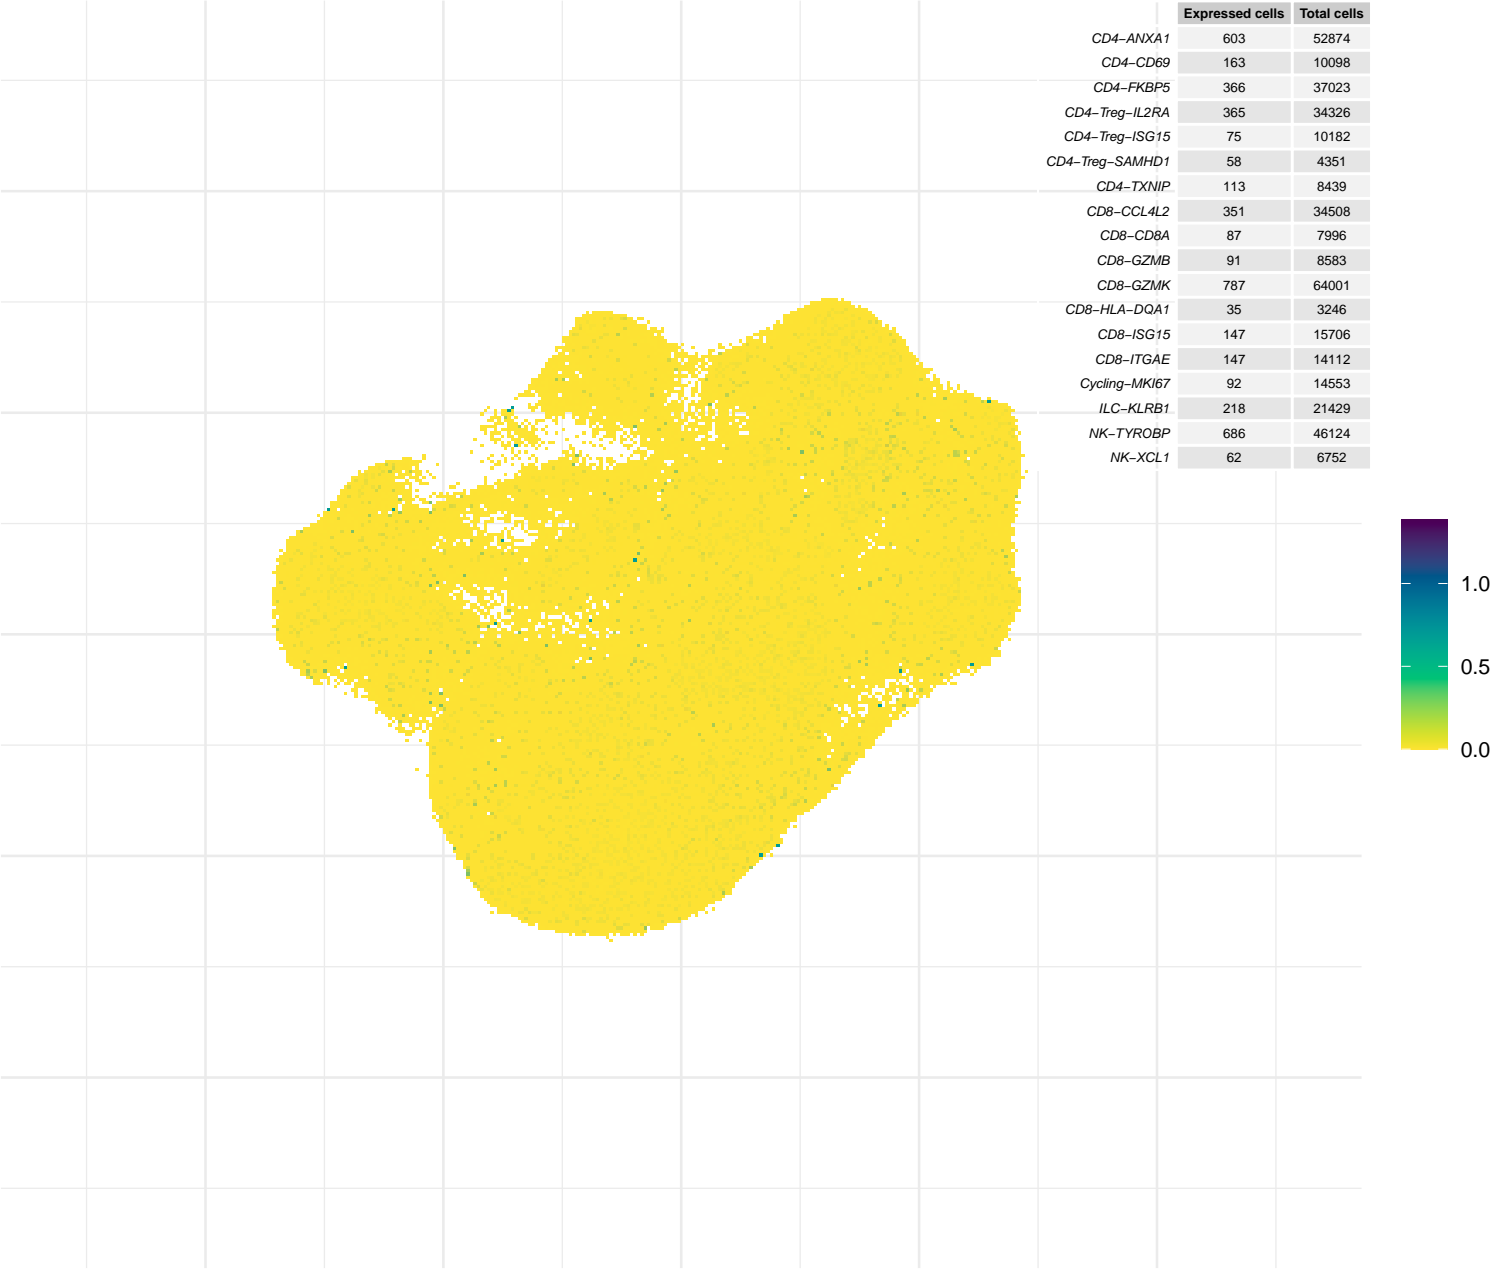 Expressed cells Total cells
CD4−ANXA1 603 52874
CD4−CD69 163 10098
CD4−FKBP5 366 37023
CD4−Treg−IL2RA 365 34326
CD4−Treg−ISG15 75 10182
CD4−Treg−SAMHD1 58 4351
CD4−TXNIP 113 8439
CD8−CCL4L2 351 34508
CD8−CD8A 87 7996
CD8−GZMB 91 8583
CD8−GZMK 787 64001
CD8−HLA−DQA1 35 3246
CD8−ISG15 147 15706
CD8−ITGAE 147 14112
Cycling−MKI67 92 14553
ILC−KLRB1 218 21429
NK−TYROBP 686 46124
NK−XCL1 62 6752
1.0
0.5
0.0